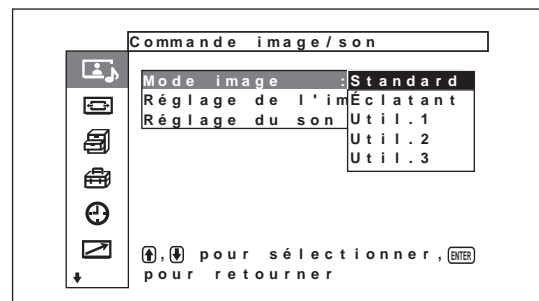 Commande image/son
Mode image :Standard
Réglage de l'imÉclatant
Réglage du son Util.1
Util.2
Util.3
, pour sélectionner, ENTER
pour retourner